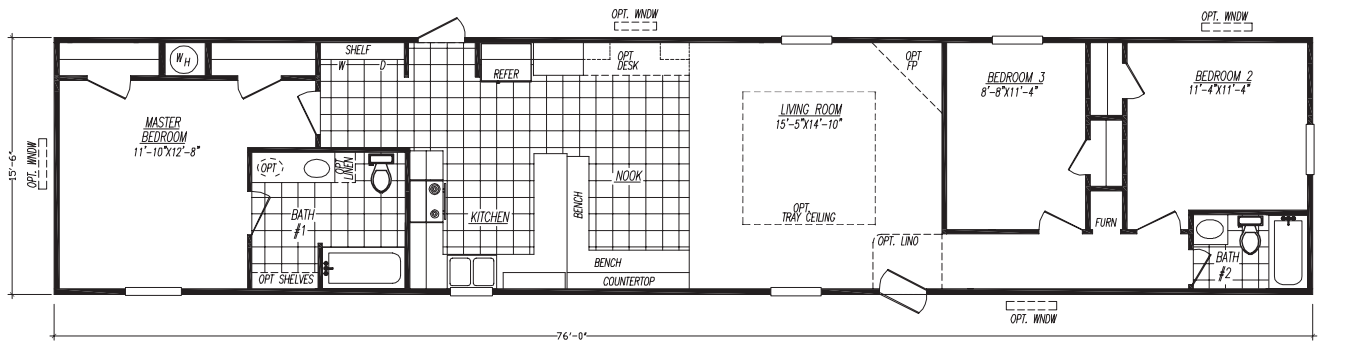 OPT. WNDW
OPT. WNDW
W H
SHELF
W D
REFER
OPT
DESK
OPT
FP
BEDROOM 3
8'-8"X11'-4"
BEDROOM 2
11'-4"X11'-4"
MASTER
BEDROOM
11'-10"X12'-8"
LIVING ROOM
15'-5"X14'-10"
15'-6"
OPT. WNDW
OPT
OPT
LINEN
NOOK
BENCH
BATH
#1
KITCHEN
OPT.
TRAY CEILING
FURN
OPT. LINO
BENCH
BATH
#2
OPT SHELVES
COUNTERTOP
OPT. WNDW
76'-0"